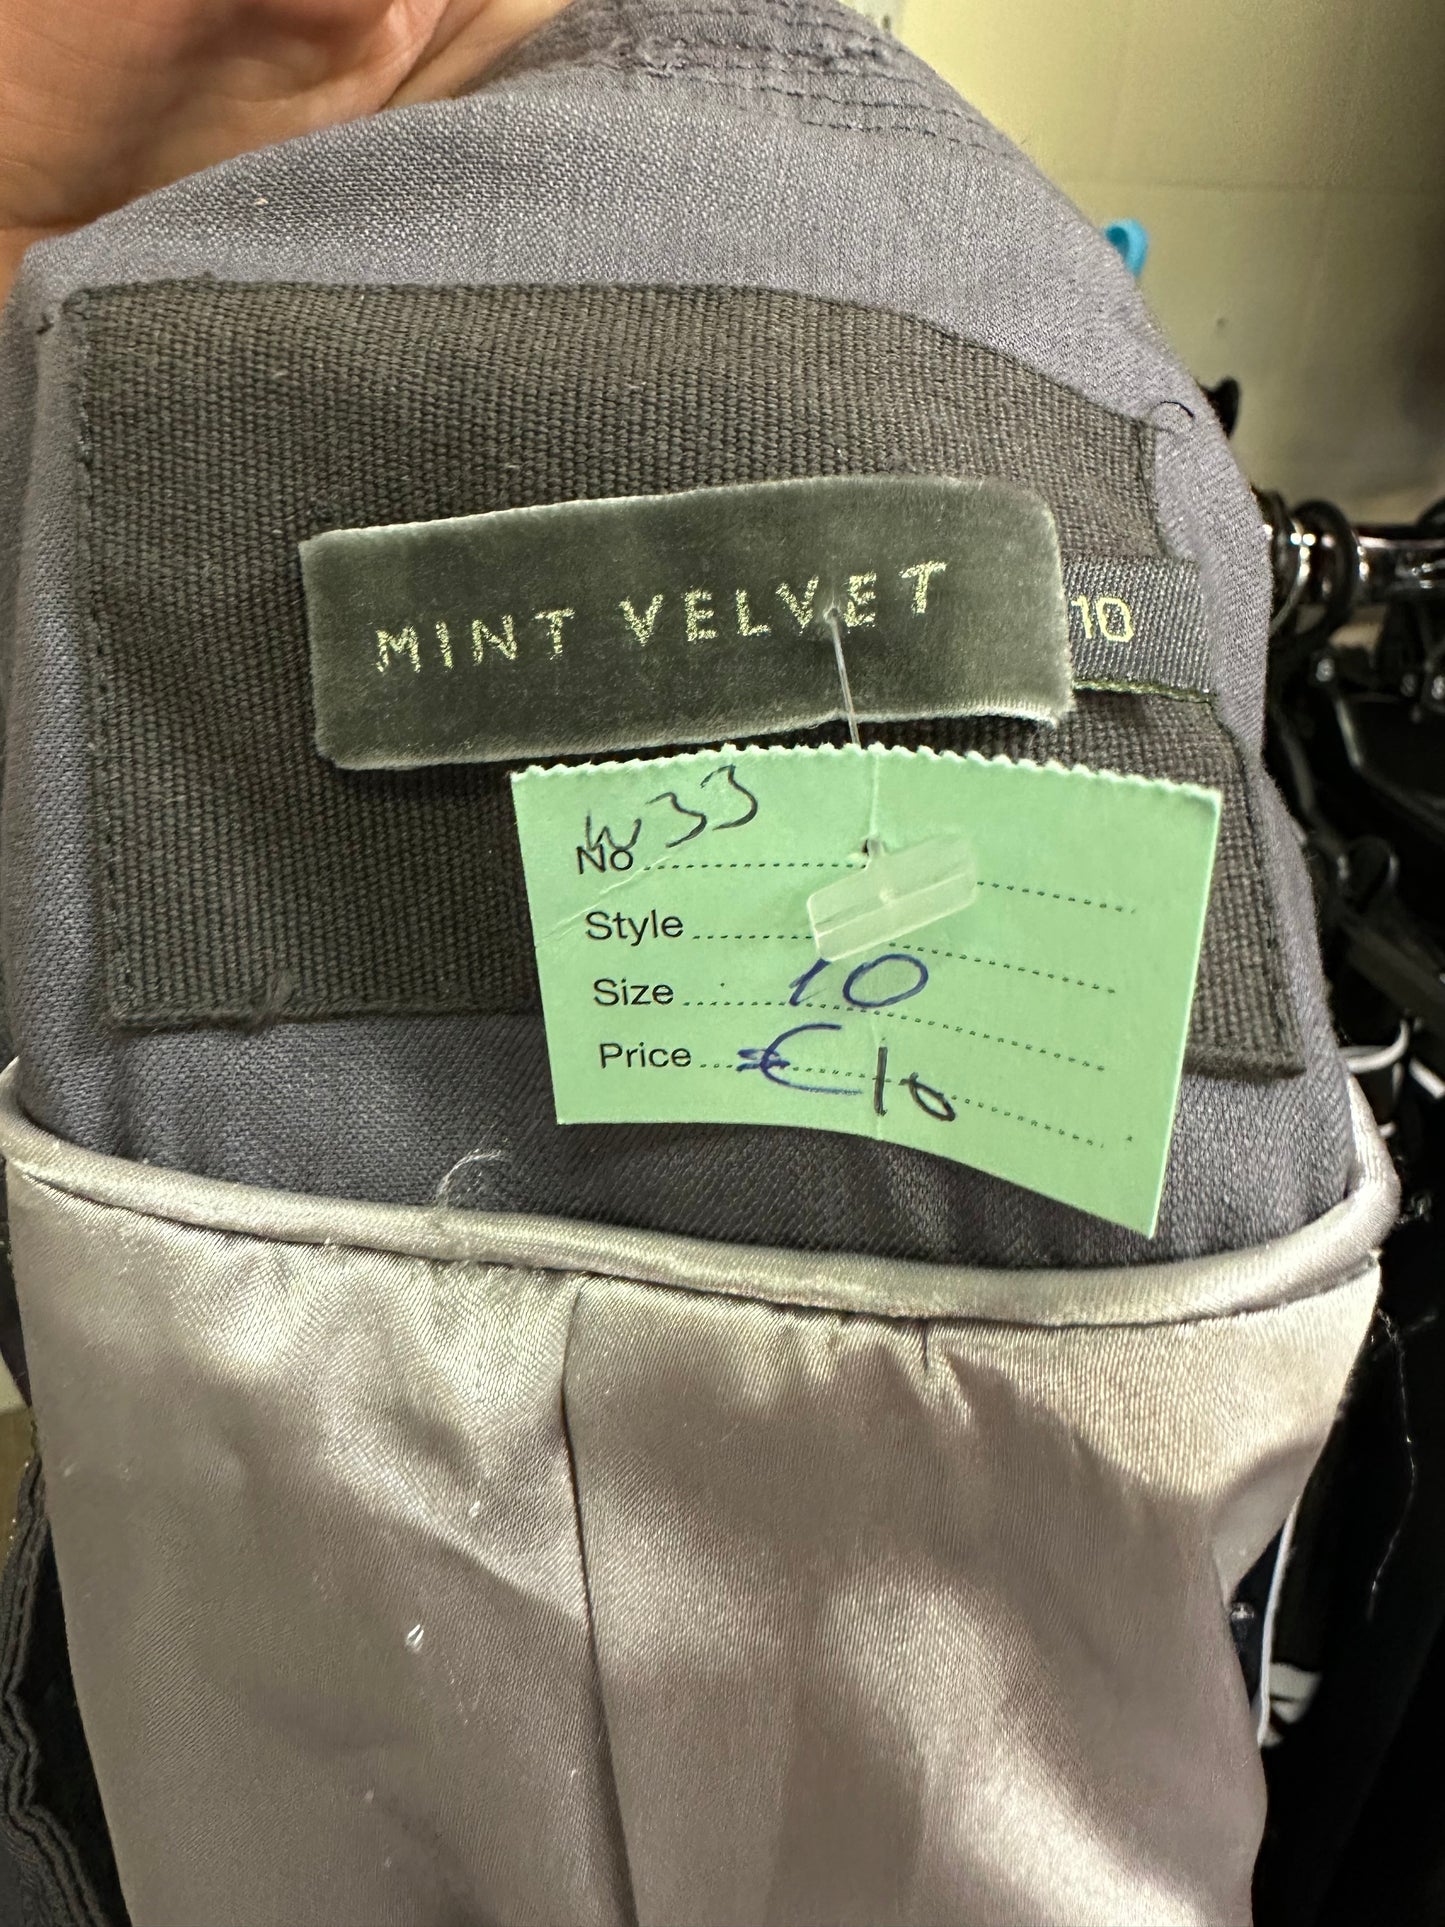 MINT VELVET
10
No W33
Style
Size 10
Price €10